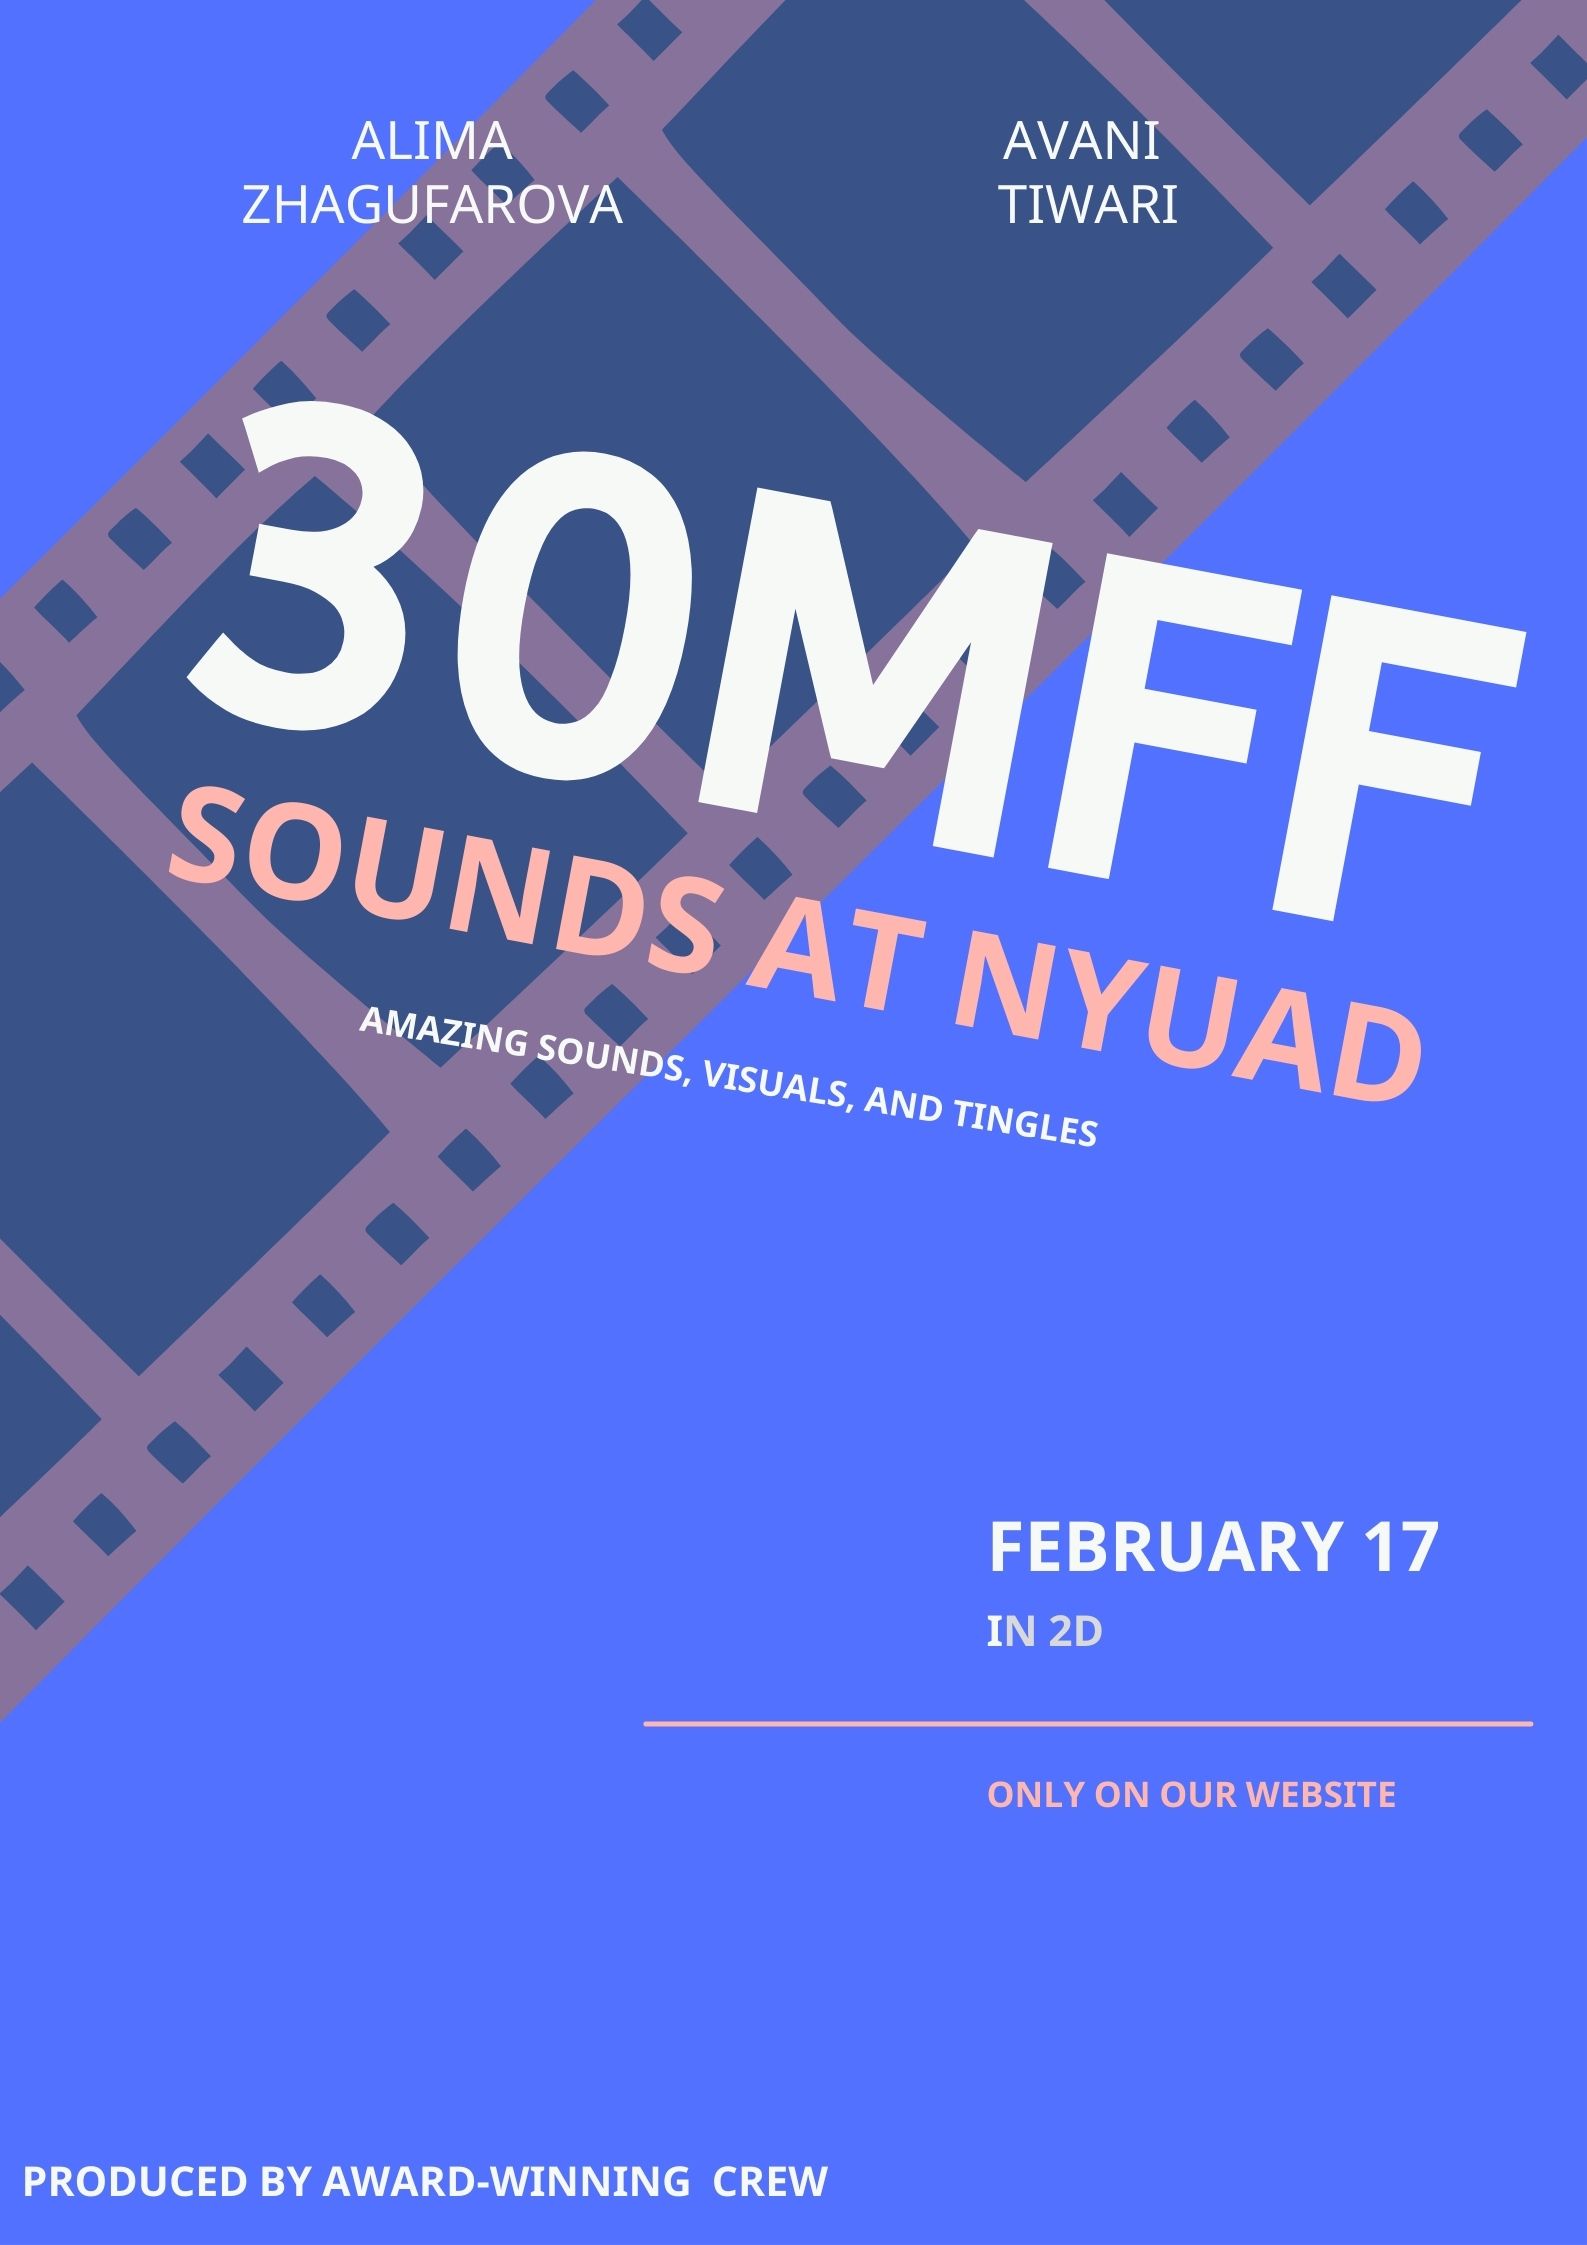 ALIMA
ZHAGUFAROVA
AVANI
TIWARI
30MFF
SOUNDS AT NYUAD
AMAZING SOUNDS, VISUALS, AND TINGLES
FEBRUARY 17
IN 2D
ONLY ON OUR WEBSITE
PRODUCED BY AWARD-WINNING CREW